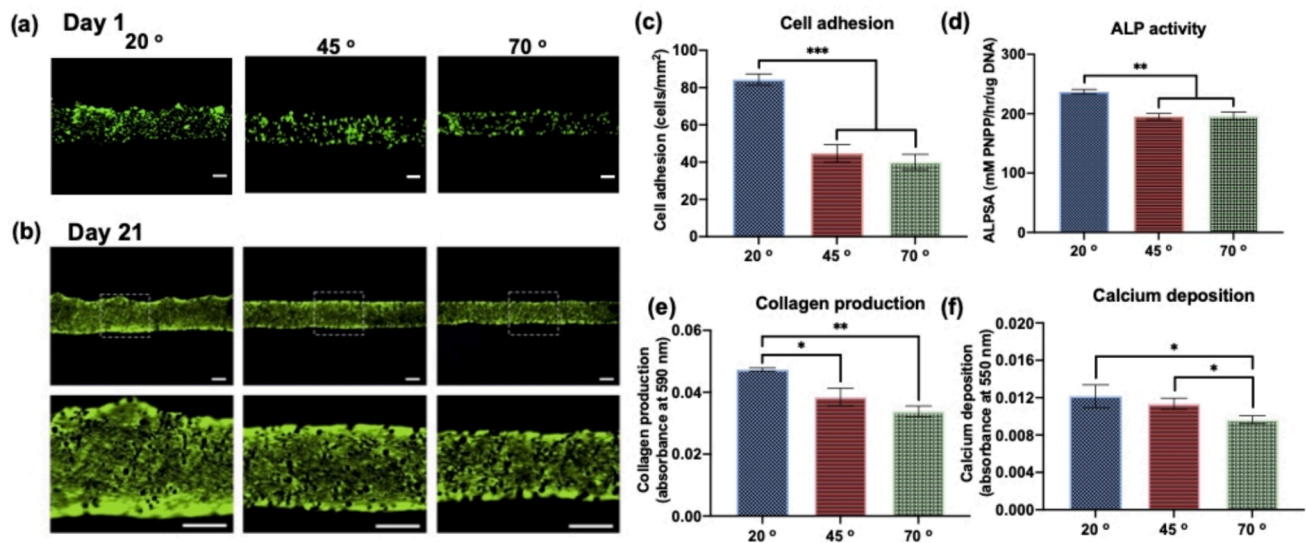 (a) Day 1
20 º 45 º 70 º
(b) Day 21
(c) Cell adhesion
Cell adhesion (cells/mm²)
100
80
60
40
20
0
***
20 º 45 º 70 º
(d) ALP activity
ALPSA (mM PNPP/hr/ug DNA)
300
200
100
0
**
20 º 45 º 70 º
(e) Collagen production
Collagen production
(absorbance at 590 nm)
0.06
0.04
0.02
0.00
**
*
20 º 45 º 70 º
(f) Calcium deposition
Calcium deposition
(absorbance at 550 nm)
0.020
0.016
0.012
0.008
0.004
0.000
*
*
20 º 45 º 70 º